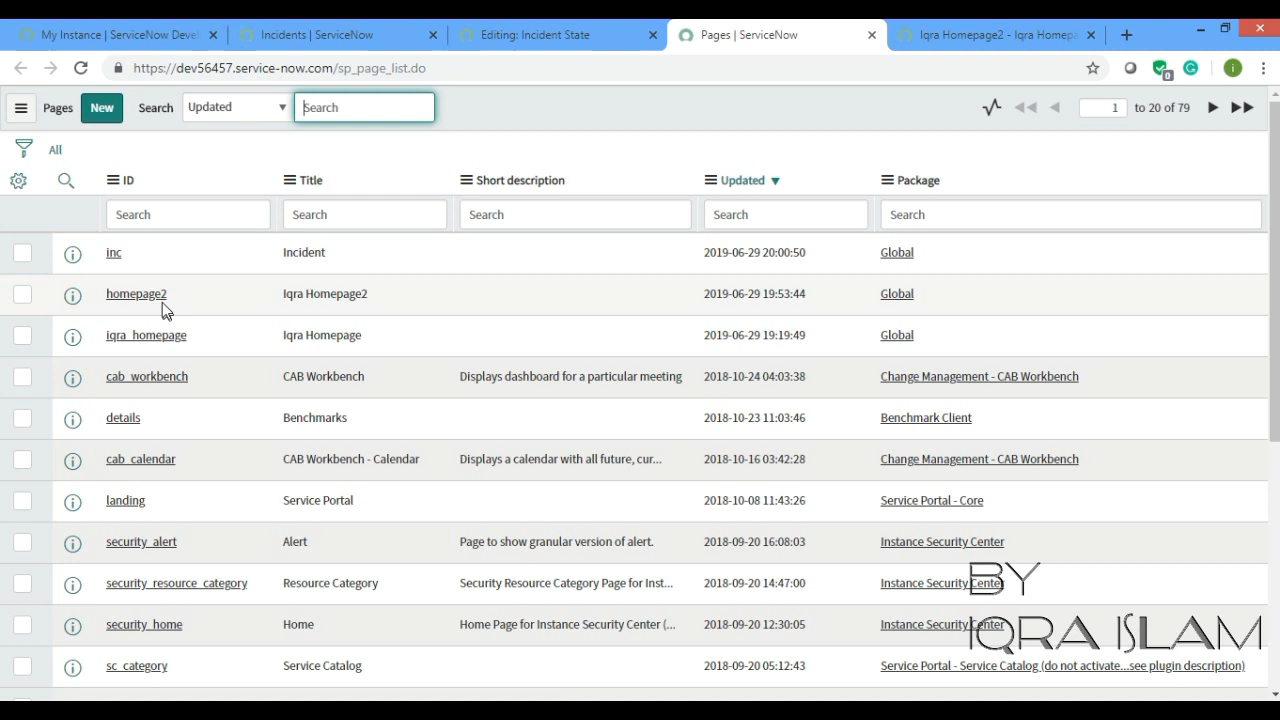 My Instance | ServiceNow Deve
Incidents | ServiceNow
Editing: Incident State
Pages | ServiceNow
Iqra Homepage2 - Iqra Homepa
https://dev56457.service-now.com/sp_page_list.do
0
i
Pages New Search Updated Search 1 to 20 of 79
All
ID Title Short description Updated Package
Search Search Search Search Search
inc Incident 2019-06-29 20:00:50 Global
homepage2 Iqra Homepage2 2019-06-29 19:53:44 Global
iqra_homepage Iqra Homepage 2019-06-29 19:19:49 Global
cab_workbench CAB Workbench Displays dashboard for a particular meeting 2018-10-24 04:03:38 Change Management - CAB Workbench
details Benchmarks 2018-10-23 11:03:46 Benchmark Client
cab_calendar CAB Workbench - Calendar Displays a calendar with all future, cur... 2018-10-16 03:42:28 Change Management - CAB Workbench
landing Service Portal 2018-10-08 11:43:26 Service Portal - Core
security_alert Alert Page to show granular version of alert. 2018-09-20 16:08:03 Instance Security Center
security_resource_category Resource Category Security Resource Category Page for Inst... 2018-09-20 14:47:00 Instance Security Center
security_home Home Home Page for Instance Security Center (... 2018-09-20 12:30:05 Instance Security Center
sc_category Service Catalog 2018-09-20 05:12:43 Service Portal - Service Catalog (do not activate...see plugin description)
BY
IQRA ISLAM